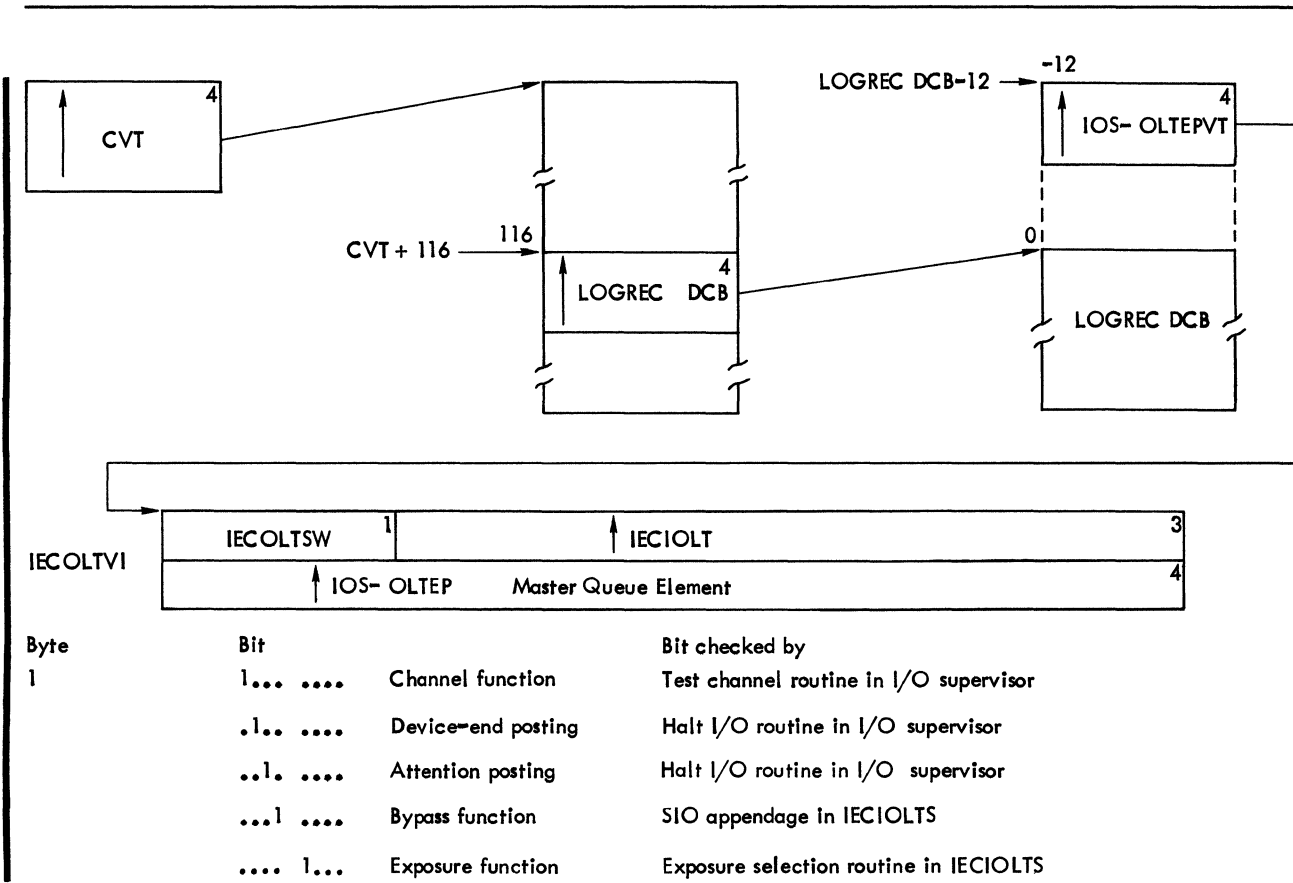 -12
LOGREC DCB-12
4
CVT
4
IOS- OLTEPVT
CVT + 116
116
4
LOGREC DCB
0
LOGREC DCB
IECOLTVI
IECOLTSW
1
IECIOLT
3
IOS- OLTEP Master Queue Element
4
Byte Bit Bit checked by
1 1... .... Channel function Test channel routine in I/O supervisor
.1.. .... Device-end posting Halt I/O routine in I/O supervisor
..1. .... Attention posting Halt I/O routine in I/O supervisor
...1 .... Bypass function SIO appendage in IECIOLTS
.... 1... Exposure function Exposure selection routine in IECIOLTS